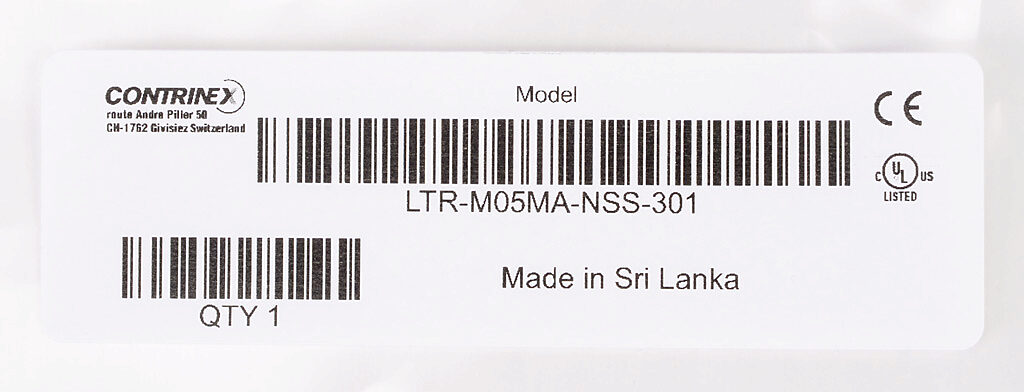 CONTRINEX
route André Piller 50
CH-1762 Givisiez Switzerland
Model
LTR-M05MA-NSS-301
CE
C UL US
LISTED
QTY 1
Made in Sri Lanka